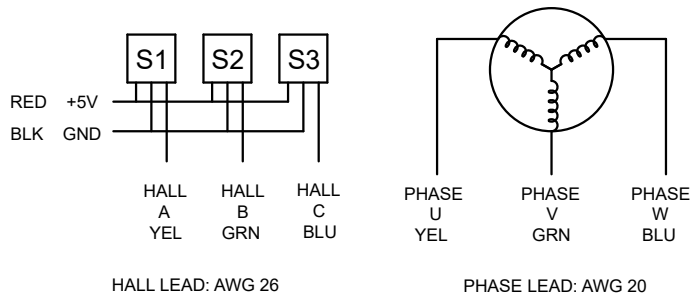 S1 S2 S3
RED +5V
BLK GND
HALL HALL HALL
A B C
YEL GRN BLU
PHASE PHASE PHASE
U V W
YEL GRN BLU
HALL LEAD: AWG 26
PHASE LEAD: AWG 20